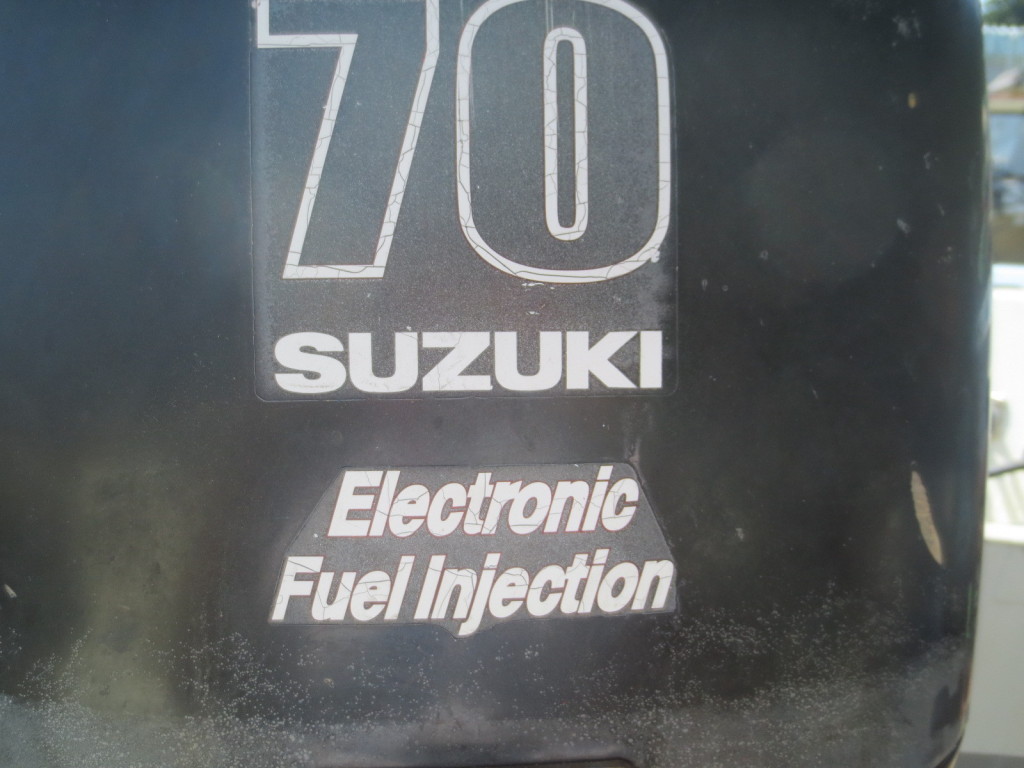 70
SUZUKI
Electronic
Fuel Injection